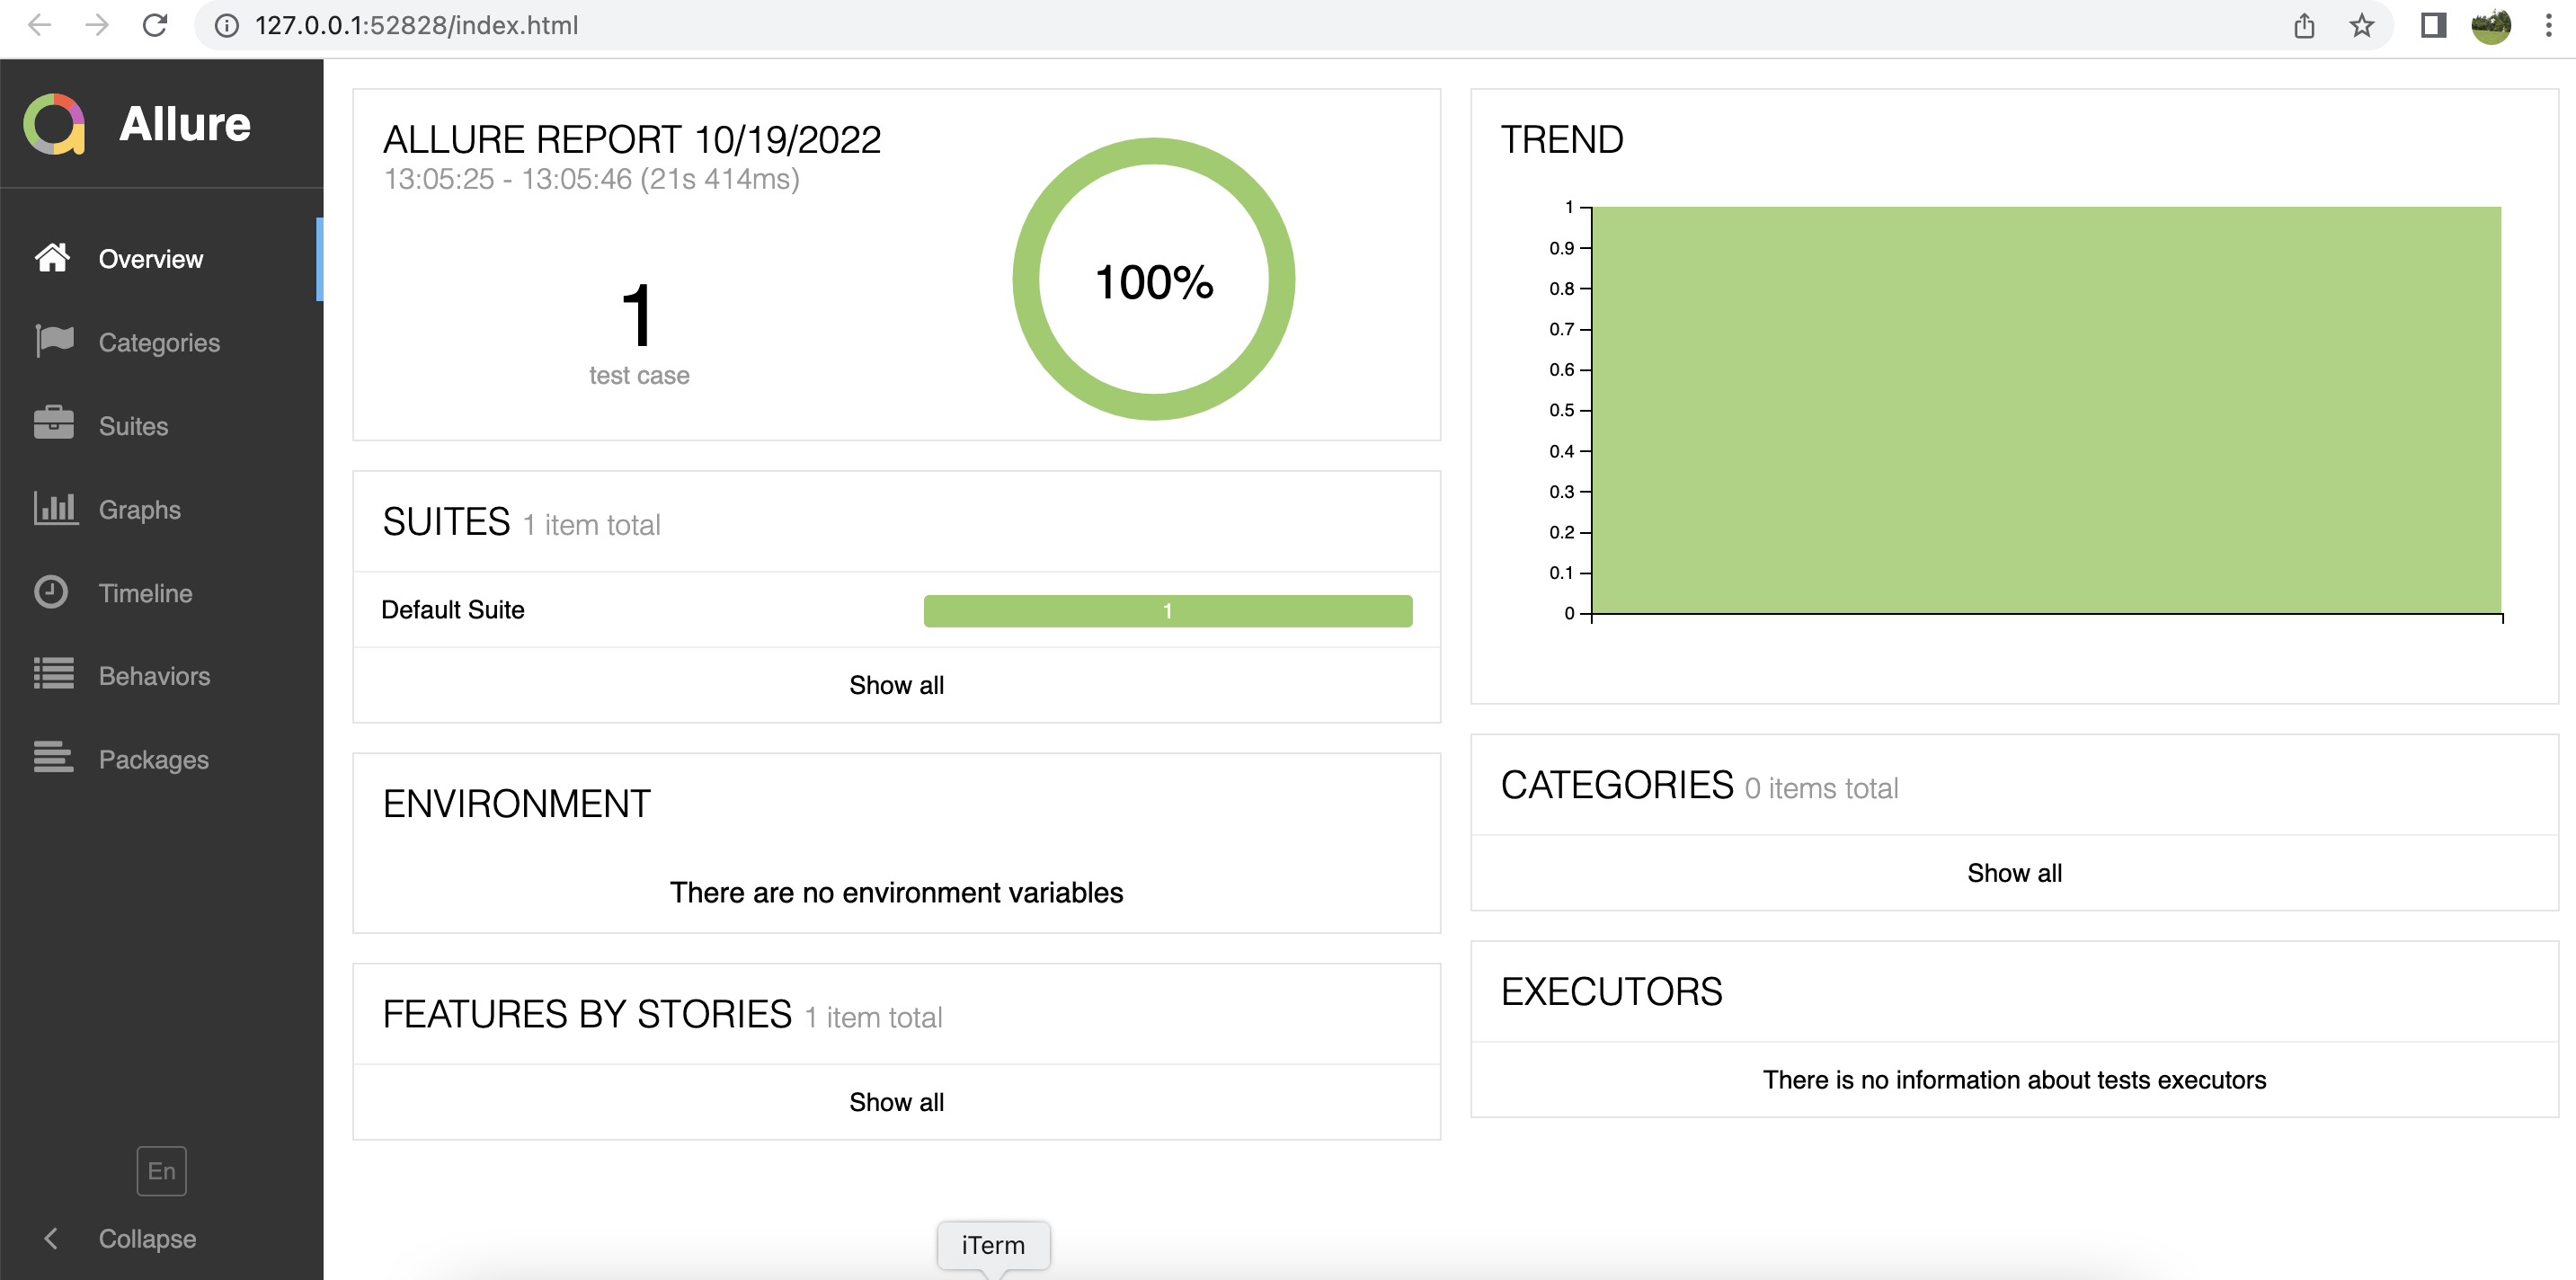 127.0.0.1:52828/index.html
Allure
Overview
Categories
Suites
Graphs
Timeline
Behaviors
Packages
En
Collapse
ALLURE REPORT 10/19/2022
13:05:25 - 13:05:46 (21s 414ms)
1
test case
100%
SUITES 1 item total
Default Suite 1
Show all
ENVIRONMENT
There are no environment variables
FEATURES BY STORIES 1 item total
Show all
TREND
1
0.9
0.8
0.7
0.6
0.5
0.4
0.3
0.2
0.1
0
CATEGORIES 0 items total
Show all
EXECUTORS
There is no information about tests executors
iTerm